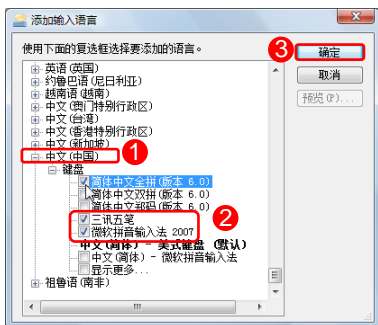 添加输入语言
使用下面的复选框选择要添加的语言。
3
确定
英语(英国)
取消
约鲁巴语(尼日利亚)
越南语(越南)
预览(P)...
中文(澳门特别行政区)
中文(台湾)
中文(香港特别行政区)
中文(新加坡)
中文(中国)
1
键盘
简体中文全拼(版本 6.0)
简体中文双拼(版本 6.0)
简体中文郑码(版本 6.0)
三讯五笔
2
微软拼音输入法 2007
中文(简体) - 美式键盘 (默认)
中文(简体) - 微软拼音输入法
显示更多...
祖鲁语(南非)